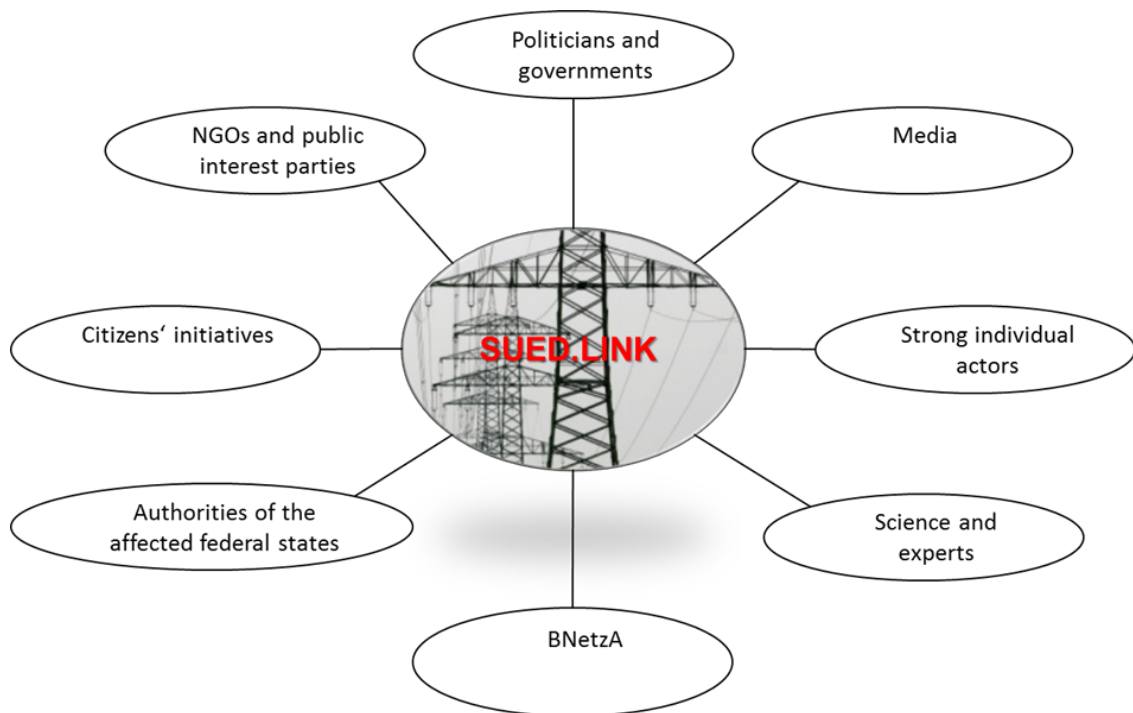 Politicians and
governments
NGOs and public
interest parties
Media
Citizens‘ initiatives
SUED.LINK
Strong individual
actors
Authorities of the
affected federal states
Science and
experts
BNetzA